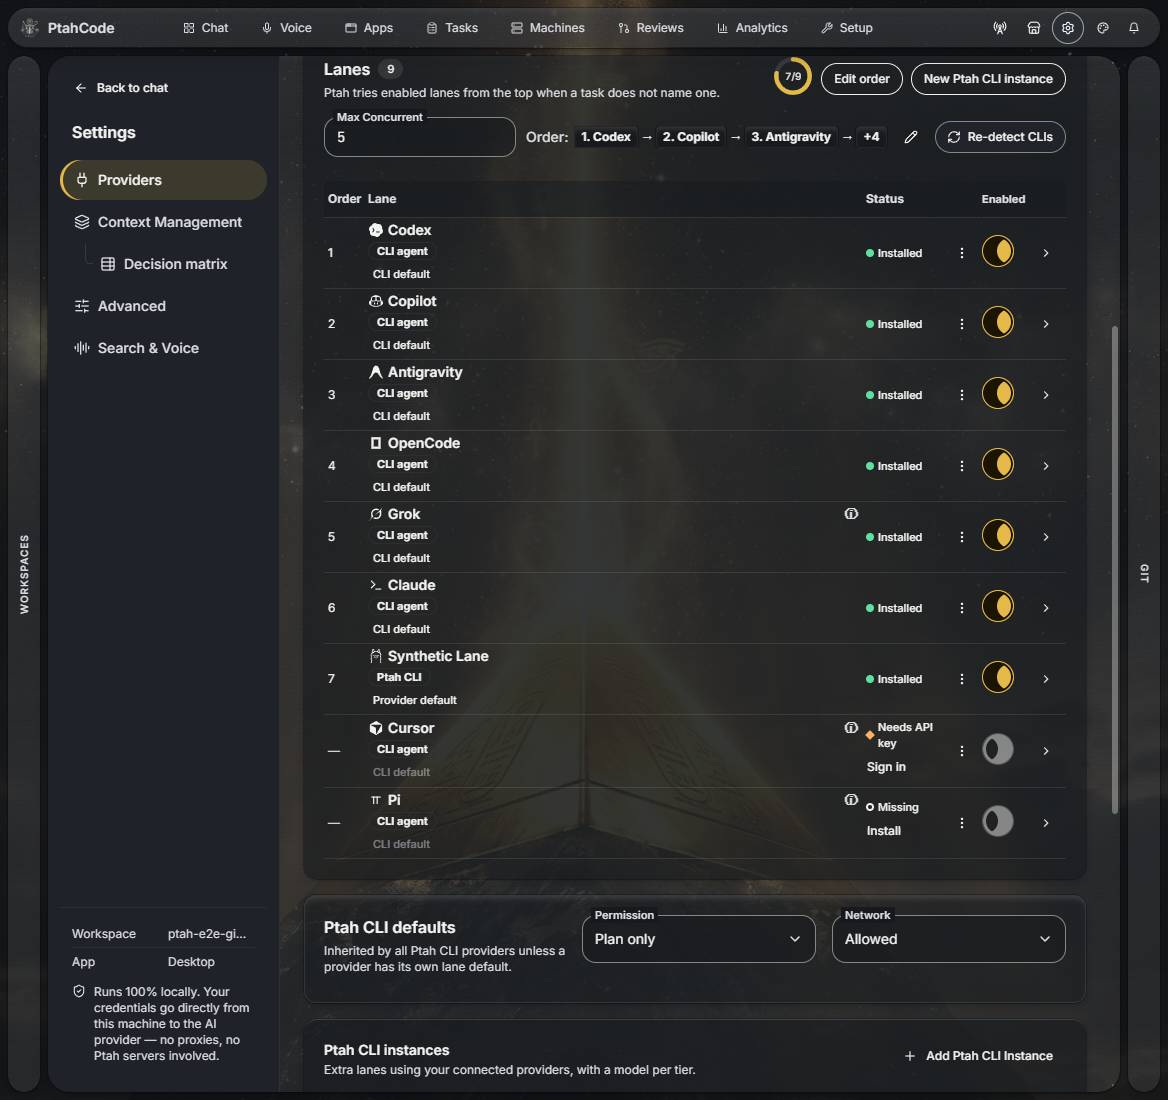 PtahCode
Chat
Voice
Apps
Tasks
Machines
Reviews
Analytics
Setup
WORKSPACES
Back to chat
Settings
Providers
Context Management
Decision matrix
Advanced
Search & Voice
Workspace ptah-e2e-gi...
App Desktop
Runs 100% locally. Your
credentials go directly from
this machine to the AI
provider — no proxies, no
Ptah servers involved.
Lanes 9
Ptah tries enabled lanes from the top when a task does not name one.
7/9
Edit order
New Ptah CLI instance
Max Concurrent
5
Order: 1. Codex → 2. Copilot → 3. Antigravity → +4
Re-detect CLIs
Order Lane Status Enabled
Codex
1 CLI agent Installed
CLI default
Copilot
2 CLI agent Installed
CLI default
Antigravity
3 CLI agent Installed
CLI default
OpenCode
4 CLI agent Installed
CLI default
Grok
5 CLI agent Installed
CLI default
Claude
6 CLI agent Installed
CLI default
Synthetic Lane
7 Ptah CLI Installed
Provider default
Cursor
— CLI agent
CLI default
Needs API
key
Sign in
Pi
— CLI agent
CLI default
Missing
Install
Ptah CLI defaults
Inherited by all Ptah CLI providers unless a
provider has its own lane default.
Permission
Plan only
Network
Allowed
Ptah CLI instances
Extra lanes using your connected providers, with a model per tier.
Add Ptah CLI Instance
GIT